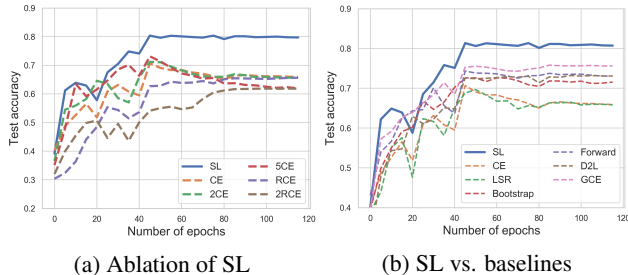 0.9
0.8
0.7
0.6
0.5
0.4
0.3
0.2
Test accuracy
0 20 40 60 80 100 120
Number of epochs
SL
CE
2CE
5CE
RCE
2RCE
(a) Ablation of SL
0.9
0.8
0.7
0.6
0.5
0.4
Test accuracy
0 20 40 60 80 100 120
Number of epochs
SL
CE
LSR
Bootstrap
Forward
D2L
GCE
(b) SL vs. baselines